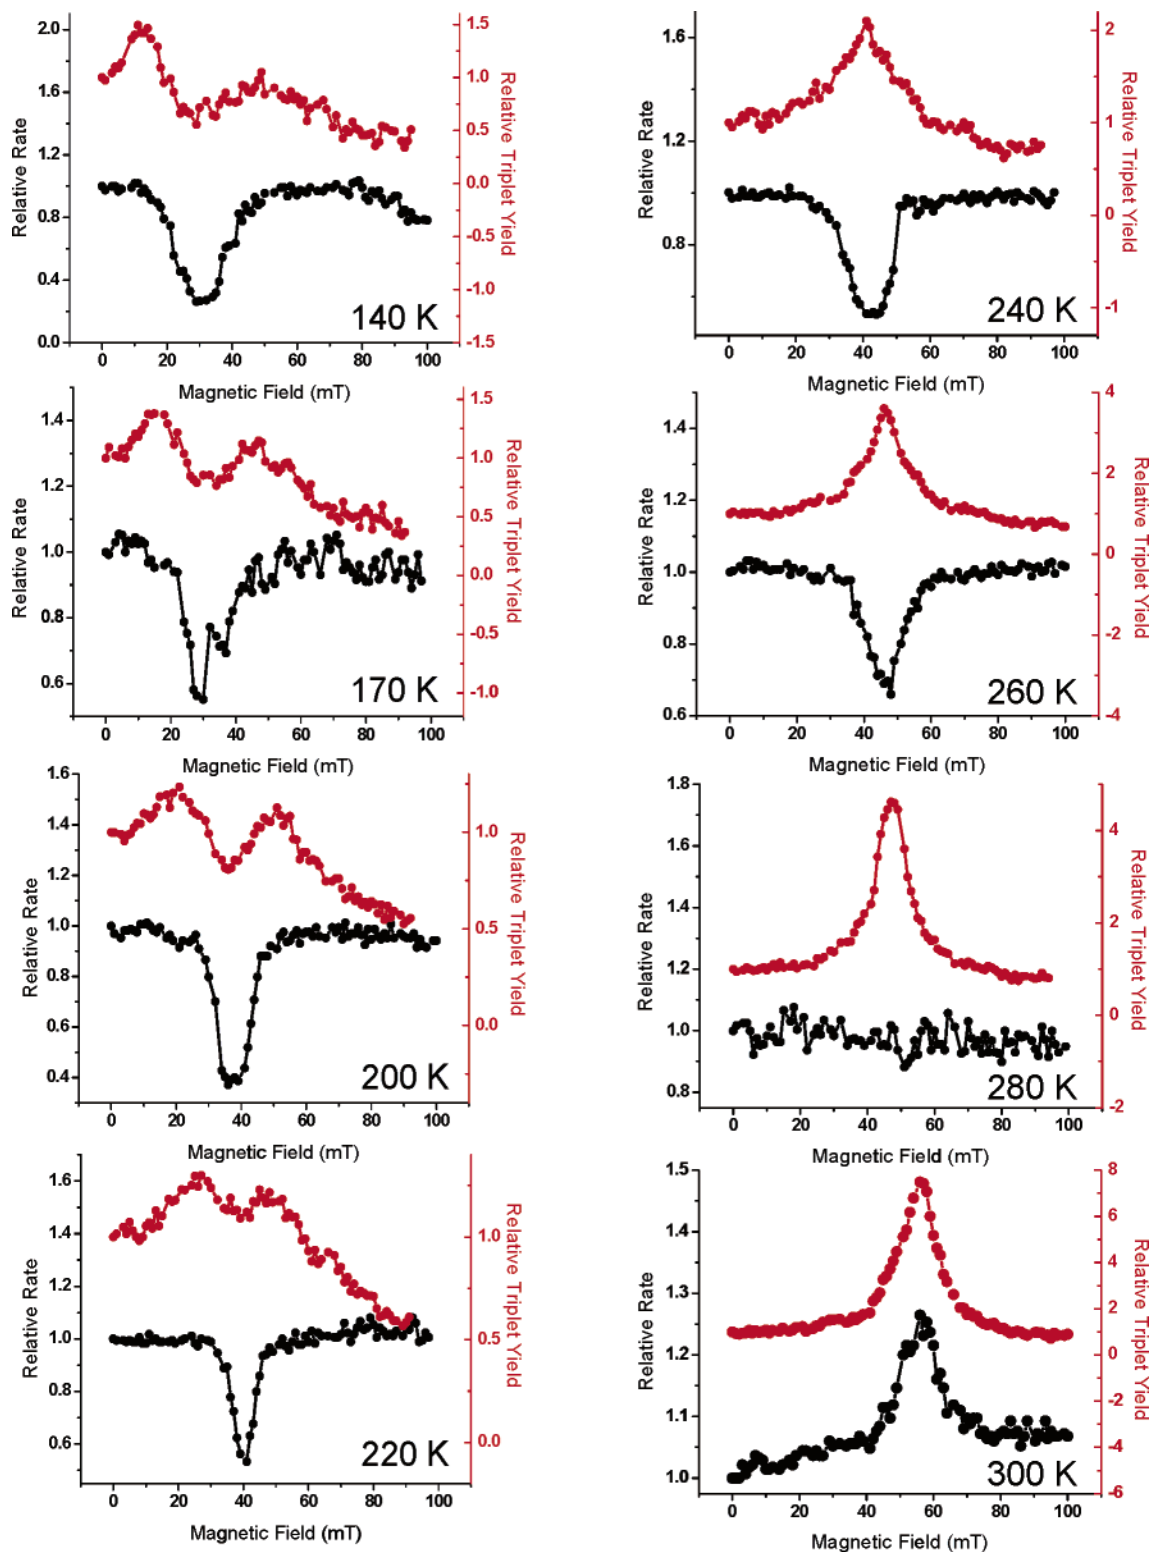 2.0
1.6
1.2
0.8
0.4
0.0
Relative Rate
1.5
1.0
0.5
0.0
-0.5
-1.0
-1.5
Relative Triplet Yield
140 K
0 20 40 60 80 100
Magnetic Field (mT)
1.6
1.2
0.8
Relative Rate
2
1
0
-1
Relative Triplet Yield
240 K
0 20 40 60 80 100
Magnetic Field (mT)
1.4
1.2
1.0
0.8
0.6
Relative Rate
1.5
1.0
0.5
0.0
-0.5
-1.0
Relative Triplet Yield
170 K
0 20 40 60 80 100
Magnetic Field (mT)
1.4
1.2
1.0
0.8
0.6
Relative Rate
4
2
0
-2
-4
Relative Triplet Yield
260 K
0 20 40 60 80 100
Magnetic Field (mT)
1.6
1.4
1.2
1.0
0.8
0.6
0.4
Relative Rate
1.0
0.5
0.0
Relative Triplet Yield
200 K
0 20 40 60 80 100
Magnetic Field (mT)
1.8
1.6
1.4
1.2
1.0
0.8
Relative Rate
4
2
0
-2
Relative Triplet Yield
280 K
0 20 40 60 80 100
Magnetic Field (mT)
1.6
1.4
1.2
1.0
0.8
0.6
Relative Rate
1.0
0.5
0.0
Relative Triplet Yield
220 K
0 20 40 60 80 100
Magnetic Field (mT)
1.5
1.4
1.3
1.2
1.1
1.0
Relative Rate
8
6
4
2
0
-2
-4
-6
Relative Triplet Yield
300 K
0 20 40 60 80 100
Magnetic Field (mT)